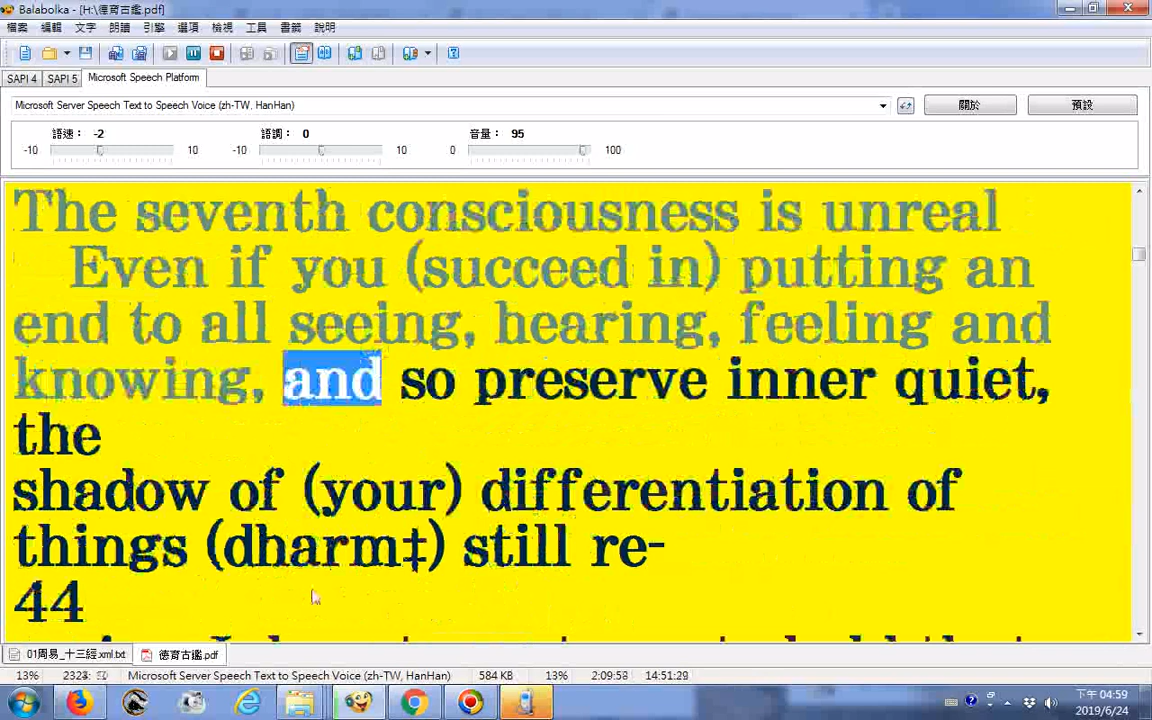 Balabolka - [H:\德育古鑑.pdf]
檔案 編輯 文字 朗讀 引擎 選項 檢視 工具 書籤 說明
SAPI 4 SAPI 5 Microsoft Speech Platform
Microsoft Server Speech Text to Speech Voice (zh-TW, HanHan) 關於 預設
語速： -2 語調： 0 音量： 95
-10 10 -10 10 0 100
The seventh consciousness is unreal
Even if you (succeed in) putting an
end to all seeing, hearing, feeling and
knowing, and so preserve inner quiet,
the
shadow of (your) differentiation of
things (dharm‡) still re-
44
01周易_十三經.xml.txt 德育古鑑.pdf
13% Microsoft Server Speech Text to Speech Voice (zh-TW, HanHan) 584 KB 13% 2:09:53 14:51:29
下午 04:59
2019/6/24